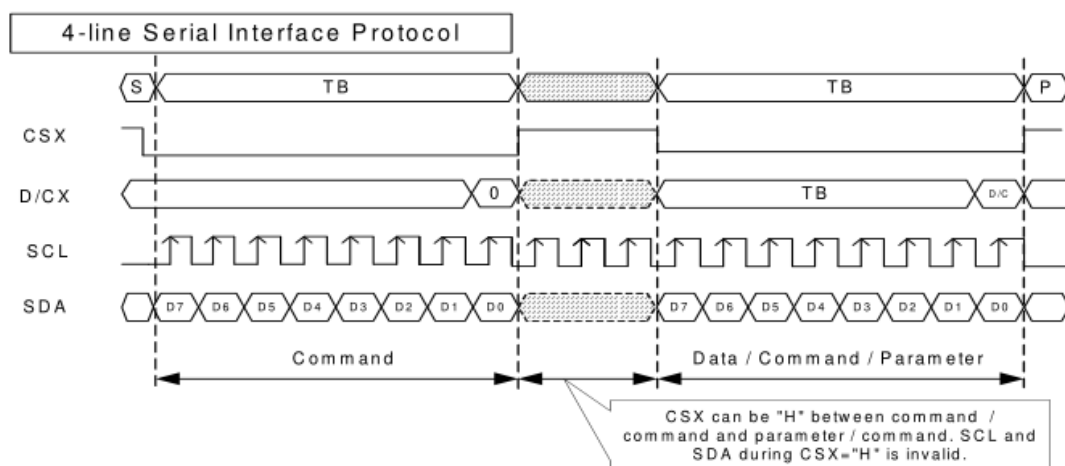 4-line Serial Interface Protocol
S TB TB P
CSX
D/CX 0 TB D/C
SCL
SDA D7 D6 D5 D4 D3 D2 D1 D0 D7 D6 D5 D4 D3 D2 D1 D0
Command Data / Command / Parameter
CSX can be "H" between command /
command and parameter / command. SCL and
SDA during CSX="H" is invalid.